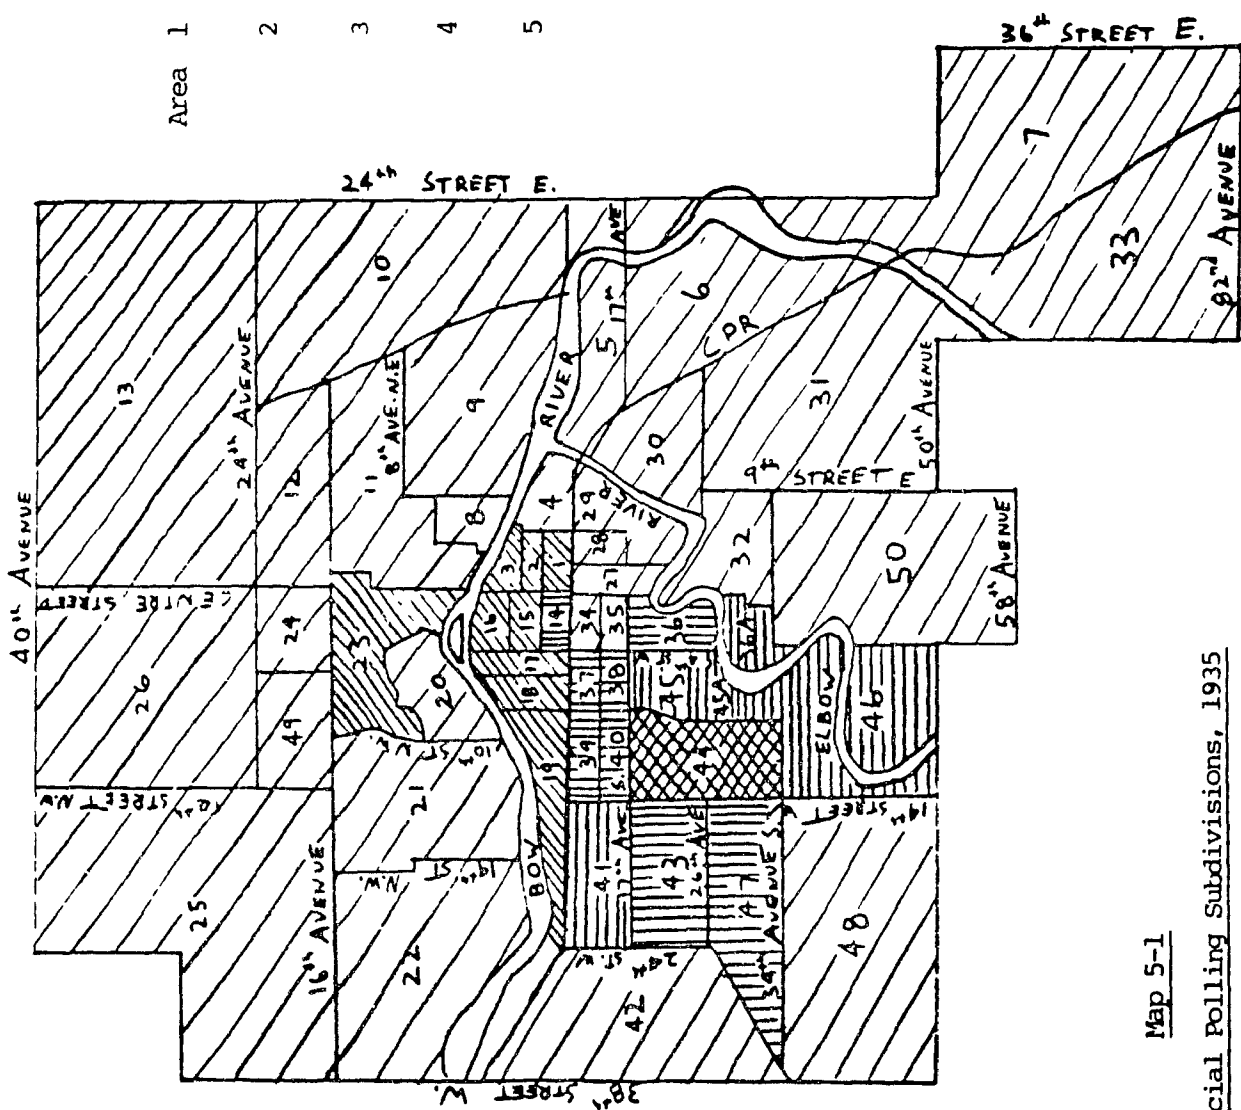 Area 1
2
3
4
5
36th STREET E.
24th STREET E.
40th AVENUE
24th AVENUE
CENTRE STREET
8th AVE. N.E.
17th AVE
CPR
RIVER
RIVER
50th AVENUE
9th STREET E
58th AVENUE
82nd AVENUE
10th STREET N.W.
10th ST. N.W.
16th AVENUE
19th ST N.W.
BOW
ELBOW
14th STREET W
17th AVE
26th AVE
34th AVENUE S.
24th ST. W.
38th STREET W.
13
10
12
11
9
8
7
33
6
5
31
30
4
29
28
27
32
50
3
2
1
16
15
14
34
35
36
36A
26
24
49
23
20
17
18
37
38
45
45A
46
19
39
40
44
25
21
22
41
43
47
42
48
Map 5-1
cial Polling Subdivisions, 1935